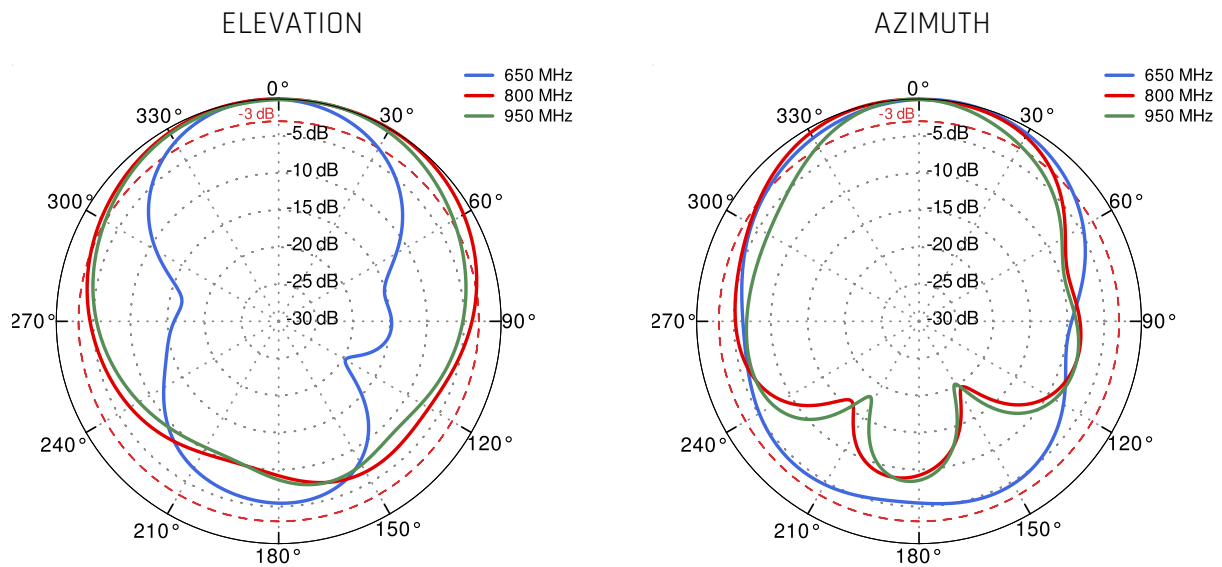 ELEVATION
650 MHz
800 MHz
950 MHz
0°
-3 dB
330°
30°
-5 dB
-10 dB
300°
60°
-15 dB
-20 dB
-25 dB
270°
-30 dB
90°
240°
120°
210°
150°
180°
AZIMUTH
650 MHz
800 MHz
950 MHz
0°
-3 dB
330°
30°
-5 dB
-10 dB
300°
60°
-15 dB
-20 dB
-25 dB
270°
-30 dB
90°
240°
120°
210°
150°
180°